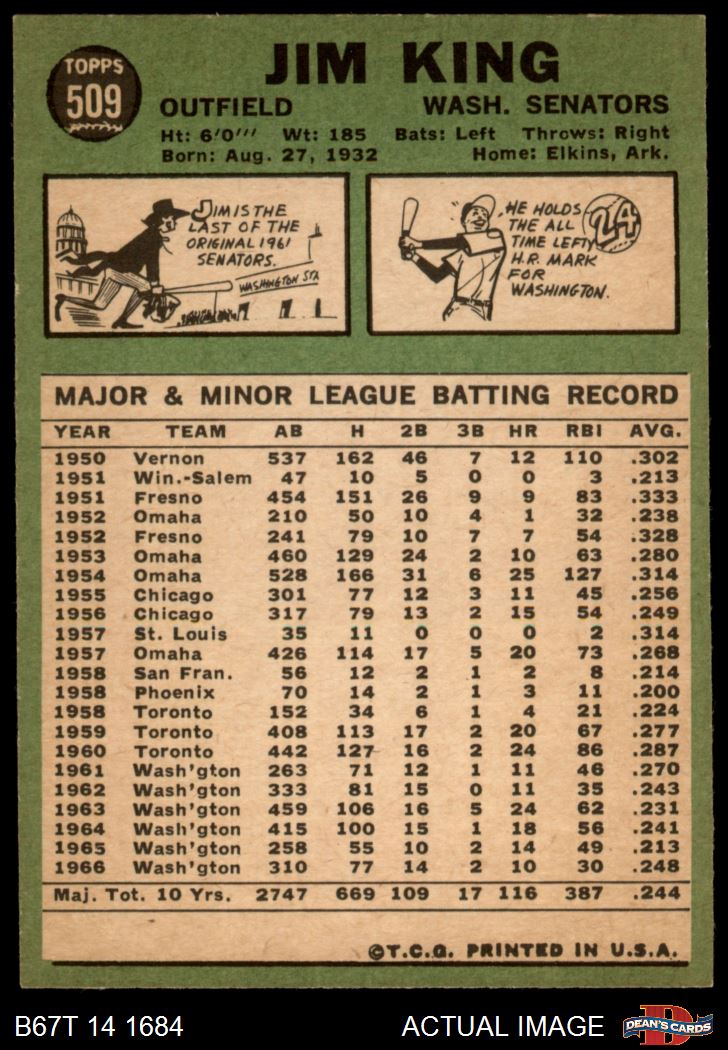 TOPPS
509
JIM KING
OUTFIELD WASH. SENATORS
Ht: 6'0''' Wt: 185 Bats: Left Throws: Right
Born: Aug. 27, 1932 Home: Elkins, Ark.
JIM IS THE
LAST OF THE
ORIGINAL 1961
SENATORS.
WASHINGTON STA
HE HOLDS
THE ALL
TIME LEFTY
H.R. MARK
FOR
WASHINGTON.
24
MAJOR & MINOR LEAGUE BATTING RECORD
YEAR TEAM AB H 2B 3B HR RBI AVG.
1950 Vernon 537 162 46 7 12 110 .302
1951 Win.-Salem 47 10 5 0 0 3 .213
1951 Fresno 454 151 26 9 9 83 .333
1952 Omaha 210 50 10 4 1 32 .238
1952 Fresno 241 79 10 7 7 54 .328
1953 Omaha 460 129 24 2 10 63 .280
1954 Omaha 528 166 31 6 25 127 .314
1955 Chicago 301 77 12 3 11 45 .256
1956 Chicago 317 79 13 2 15 54 .249
1957 St. Louis 35 11 0 0 0 2 .314
1957 Omaha 426 114 17 5 20 73 .268
1958 San Fran. 56 12 2 1 2 8 .214
1958 Phoenix 70 14 2 1 3 11 .200
1958 Toronto 152 34 6 1 4 21 .224
1959 Toronto 408 113 17 2 20 67 .277
1960 Toronto 442 127 16 2 24 86 .287
1961 Wash'gton 263 71 12 1 11 46 .270
1962 Wash'gton 333 81 15 0 11 35 .243
1963 Wash'gton 459 106 16 5 24 62 .231
1964 Wash'gton 415 100 15 1 18 56 .241
1965 Wash'gton 258 55 10 2 14 49 .213
1966 Wash'gton 310 77 14 2 10 30 .248
Maj. Tot. 10 Yrs. 2747 669 109 17 116 387 .244
©T.C.G. PRINTED IN U.S.A.
B67T 14 1684 ACTUAL IMAGE
D
DEAN'S CARDS